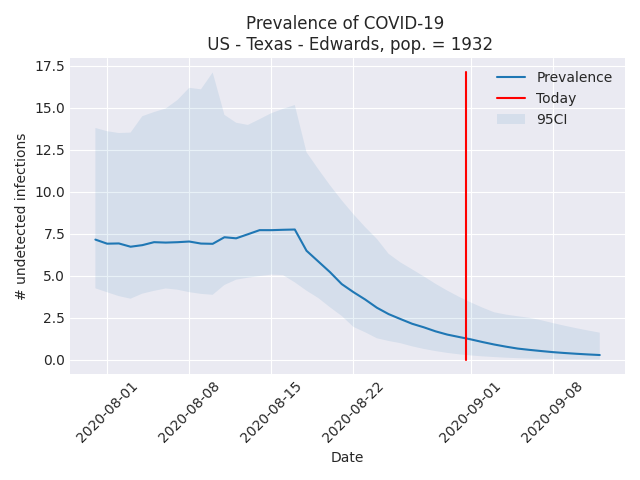 Prevalence of COVID-19
US - Texas - Edwards, pop. = 1932
Prevalence
Today
95CI
# undetected infections
17.5
15.0
12.5
10.0
7.5
5.0
2.5
0.0
2020-08-01
2020-08-08
2020-08-15
2020-08-22
2020-09-01
2020-09-08
Date